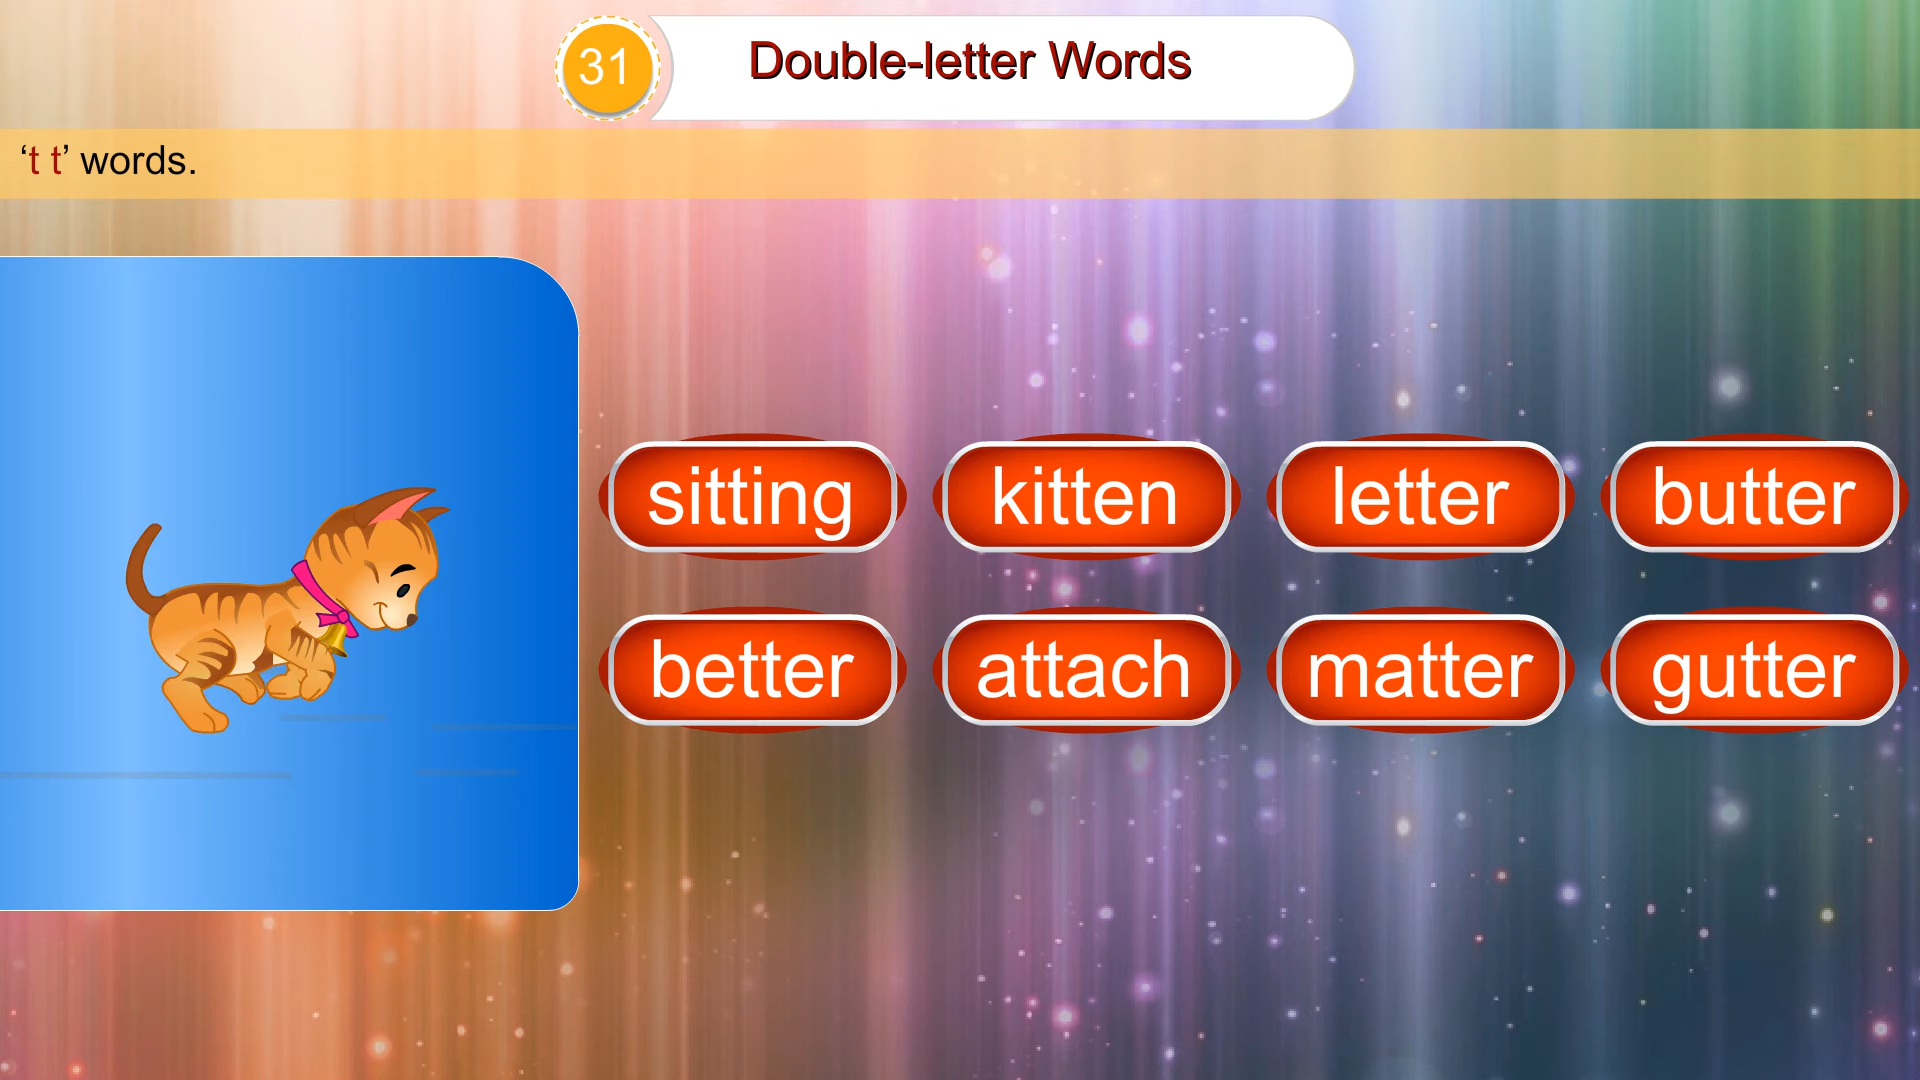 31
Double-letter Words
‘t t’ words.
sitting kitten letter butter
better attach matter gutter